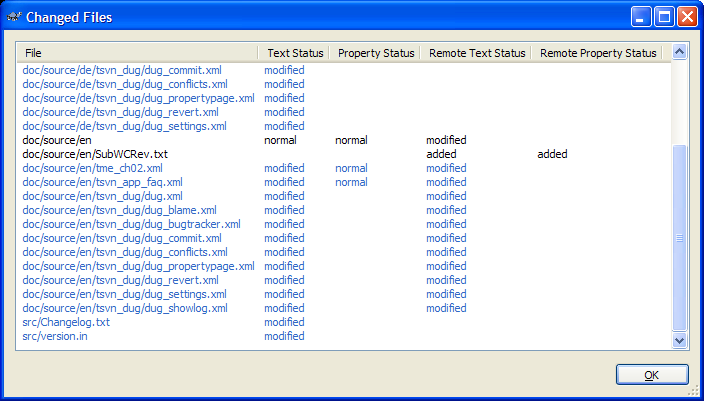 Changed Files
File Text Status Property Status Remote Text Status Remote Property Status
doc/source/de/tsvn_dug/dug_commit.xml modified
doc/source/de/tsvn_dug/dug_conflicts.xml modified
doc/source/de/tsvn_dug/dug_propertypage.xml modified
doc/source/de/tsvn_dug/dug_revert.xml modified
doc/source/de/tsvn_dug/dug_settings.xml modified
doc/source/en normal normal modified
doc/source/en/SubWCRev.txt added added
doc/source/en/tme_ch02.xml modified normal modified
doc/source/en/tsvn_app_faq.xml modified normal modified
doc/source/en/tsvn_dug/dug.xml modified modified
doc/source/en/tsvn_dug/dug_blame.xml modified modified
doc/source/en/tsvn_dug/dug_bugtracker.xml modified modified
doc/source/en/tsvn_dug/dug_commit.xml modified modified
doc/source/en/tsvn_dug/dug_conflicts.xml modified modified
doc/source/en/tsvn_dug/dug_propertypage.xml modified modified
doc/source/en/tsvn_dug/dug_revert.xml modified modified
doc/source/en/tsvn_dug/dug_settings.xml modified modified
doc/source/en/tsvn_dug/dug_showlog.xml modified modified
src/Changelog.txt modified
src/version.in modified
OK